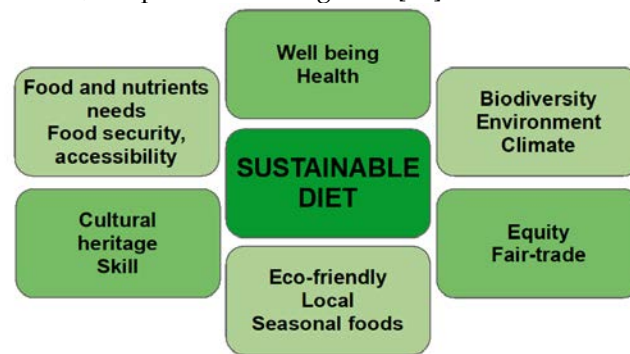 Well being
Health
Food and nutrients
needs
Food security,
accessibility
Biodiversity
Environment
Climate
SUSTAINABLE
DIET
Cultural
heritage
Skill
Equity
Fair-trade
Eco-friendly
Local
Seasonal foods